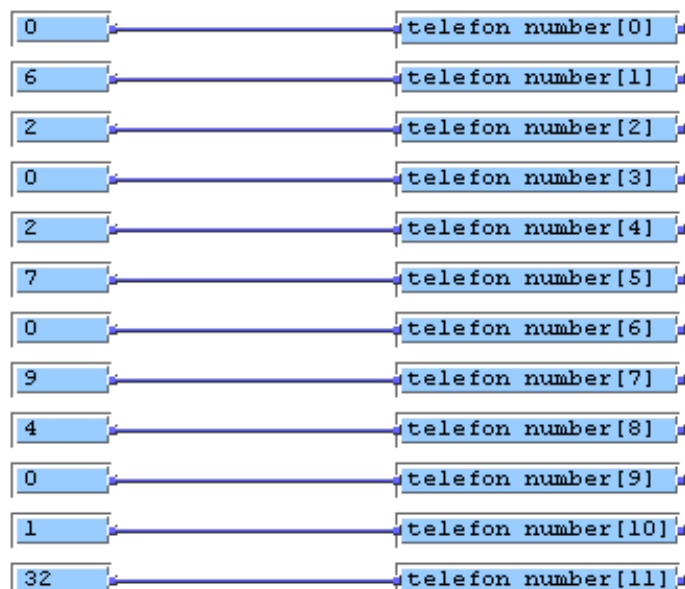 0 telefon number[0]
6 telefon number[1]
2 telefon number[2]
0 telefon number[3]
2 telefon number[4]
7 telefon number[5]
0 telefon number[6]
9 telefon number[7]
4 telefon number[8]
0 telefon number[9]
1 telefon number[10]
32 telefon number[11]